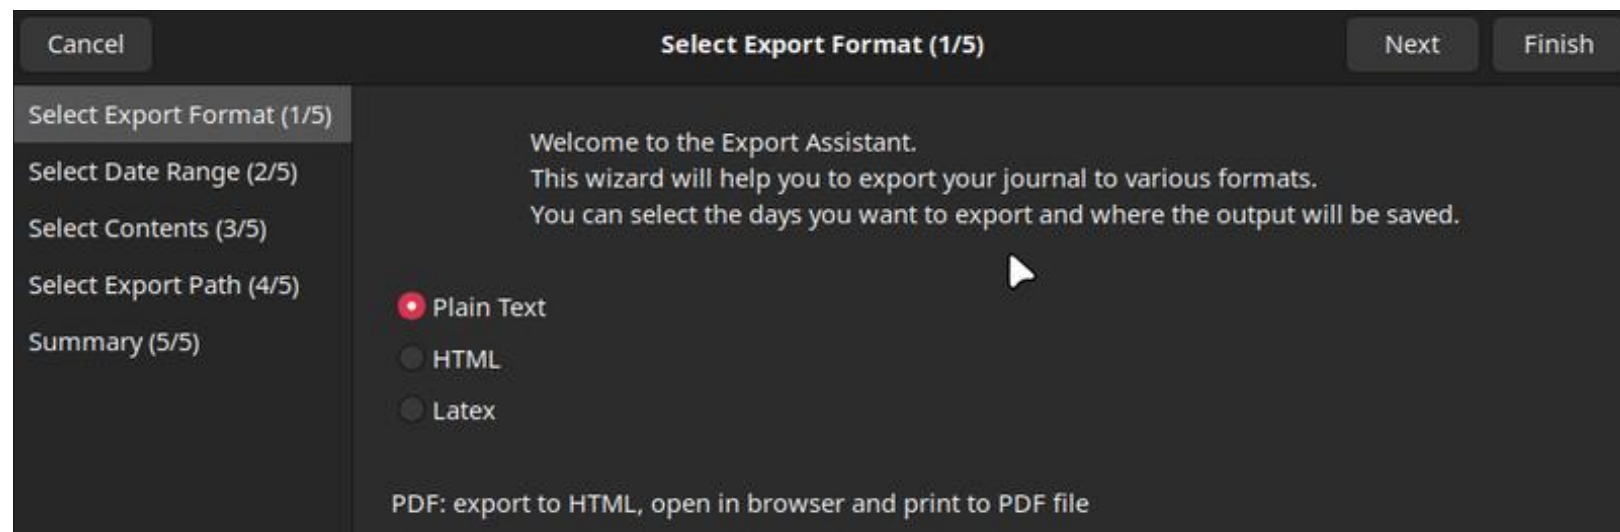 Cancel
Select Export Format (1/5)
Next
Finish
Select Export Format (1/5)
Select Date Range (2/5)
Select Contents (3/5)
Select Export Path (4/5)
Summary (5/5)
Welcome to the Export Assistant.
This wizard will help you to export your journal to various formats.
You can select the days you want to export and where the output will be saved.
Plain Text
HTML
Latex
PDF: export to HTML, open in browser and print to PDF file